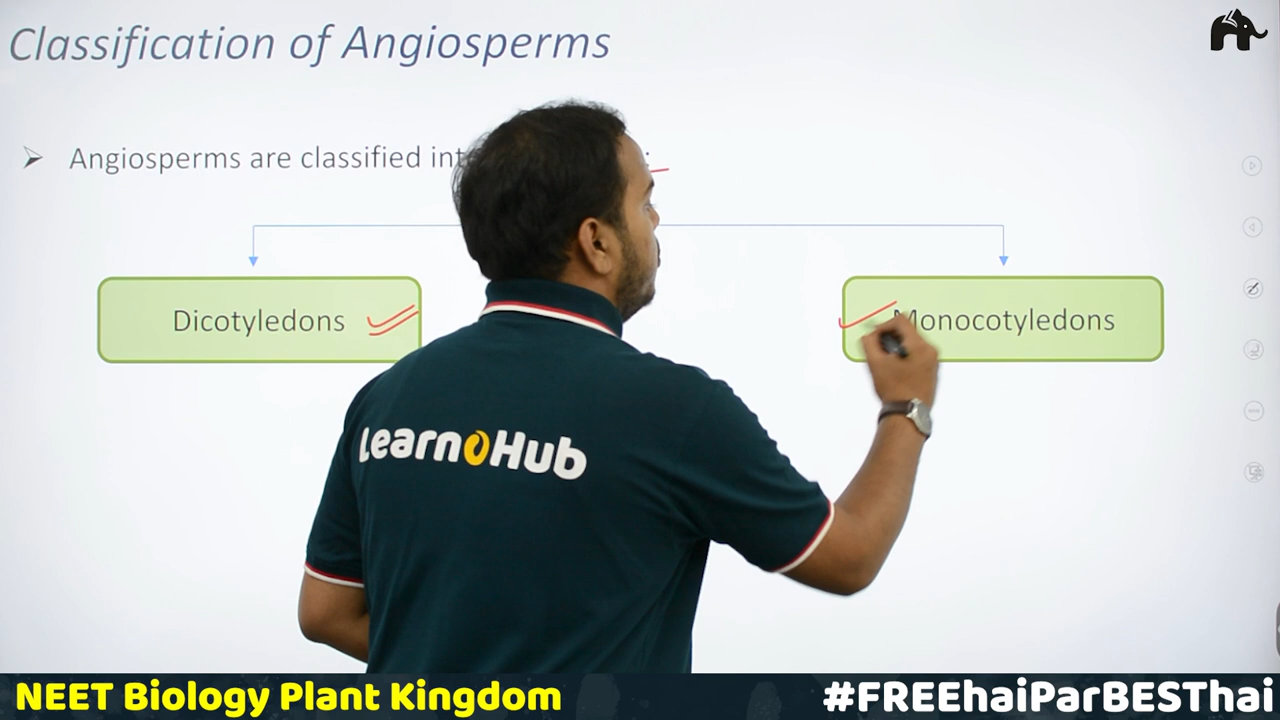 Classification of Angiosperms
Angiosperms are classified int
Dicotyledons
Monocotyledons
LearnoHub
NEET Biology Plant Kingdom
#FREEhaiParBESThai